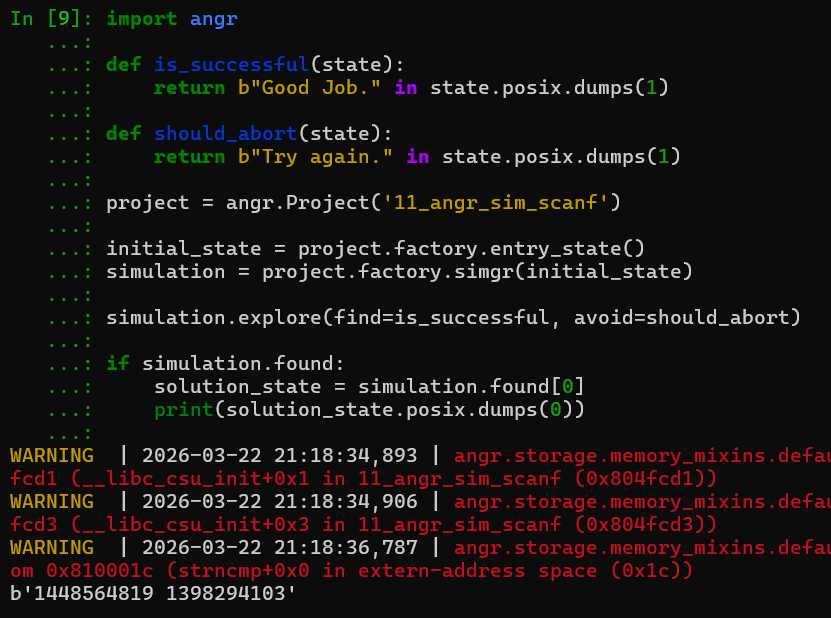 In [9]: import angr
   ...:
   ...: def is_successful(state):
   ...:     return b"Good Job." in state.posix.dumps(1)
   ...:
   ...: def should_abort(state):
   ...:     return b"Try again." in state.posix.dumps(1)
   ...:
   ...: project = angr.Project('11_angr_sim_scanf')
   ...:
   ...: initial_state = project.factory.entry_state()
   ...: simulation = project.factory.simgr(initial_state)
   ...:
   ...: simulation.explore(find=is_successful, avoid=should_abort)
   ...:
   ...: if simulation.found:
   ...:     solution_state = simulation.found[0]
   ...:     print(solution_state.posix.dumps(0))
   ...:
WARNING  | 2026-03-22 21:18:34,893 | angr.storage.memory_mixins.defau
fcd1 (__libc_csu_init+0x1 in 11_angr_sim_scanf (0x804fcd1))
WARNING  | 2026-03-22 21:18:34,906 | angr.storage.memory_mixins.defau
fcd3 (__libc_csu_init+0x3 in 11_angr_sim_scanf (0x804fcd3))
WARNING  | 2026-03-22 21:18:36,787 | angr.storage.memory_mixins.defau
om 0x810001c (strncmp+0x0 in extern-address space (0x1c))
b'1448564819 1398294103'